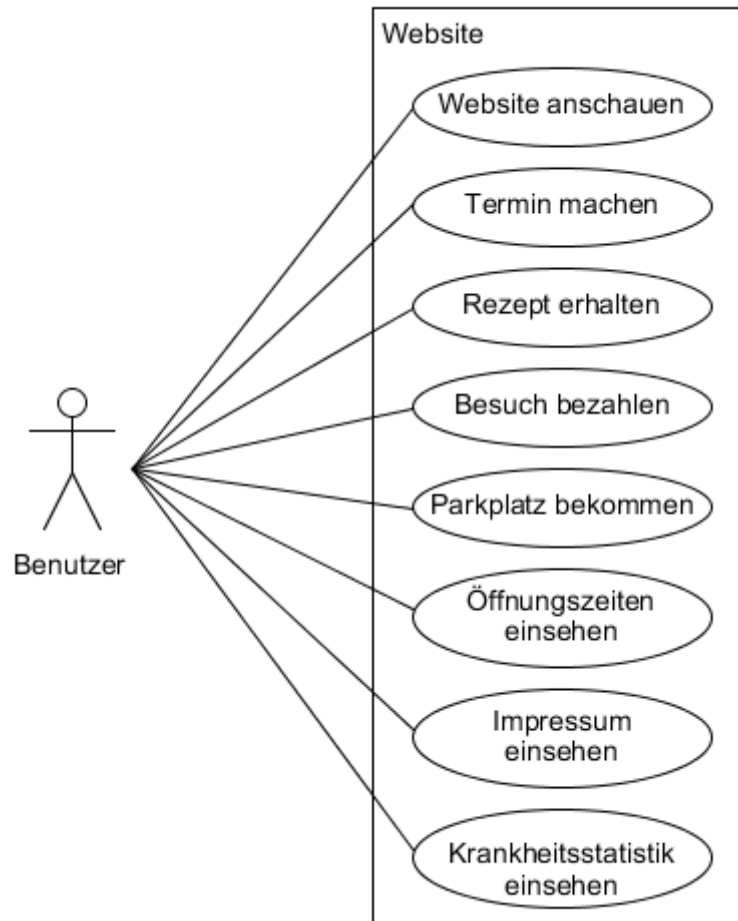 Website
Website anschauen
Termin machen
Rezept erhalten
Besuch bezahlen
Parkplatz bekommen
Benutzer
Öffnungszeiten
einsehen
Impressum
einsehen
Krankheitsstatistik
einsehen